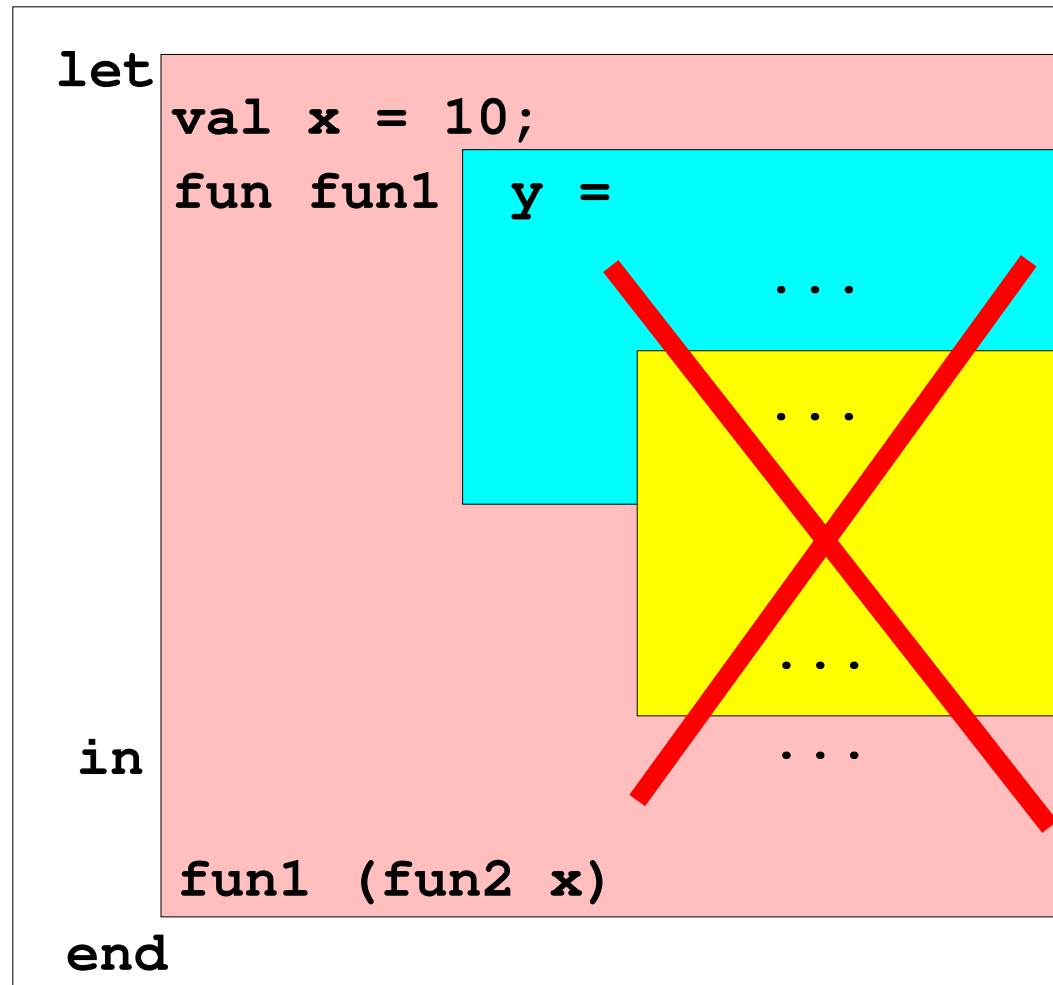 let
val x = 10;
fun fun1 y =
...
...
...
in
...
fun1 (fun2 x)
end